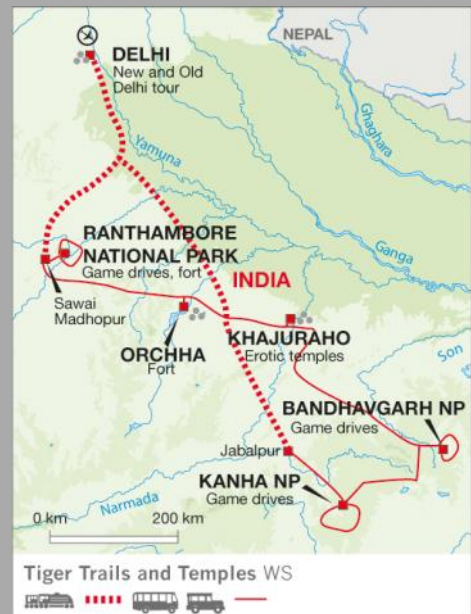 NEPAL
DELHI
New and Old
Delhi tour
Yamuna
Ghaghara
Ganga
RANTHAMBORE
NATIONAL PARK
Game drives, fort
INDIA
Sawai
Madhopur
ORCHHA
Fort
KHAJURAHO
Erotic temples
Son
BANDHAVGARH NP
Game drives
Jabalpur
KANHA NP
Game drives
Narmada
0 km 200 km
Tiger Trails and Temples WS